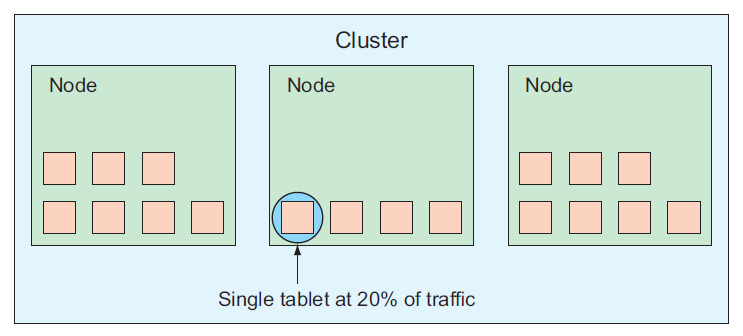 Cluster
Node
Node
Node
Single tablet at 20% of traffic